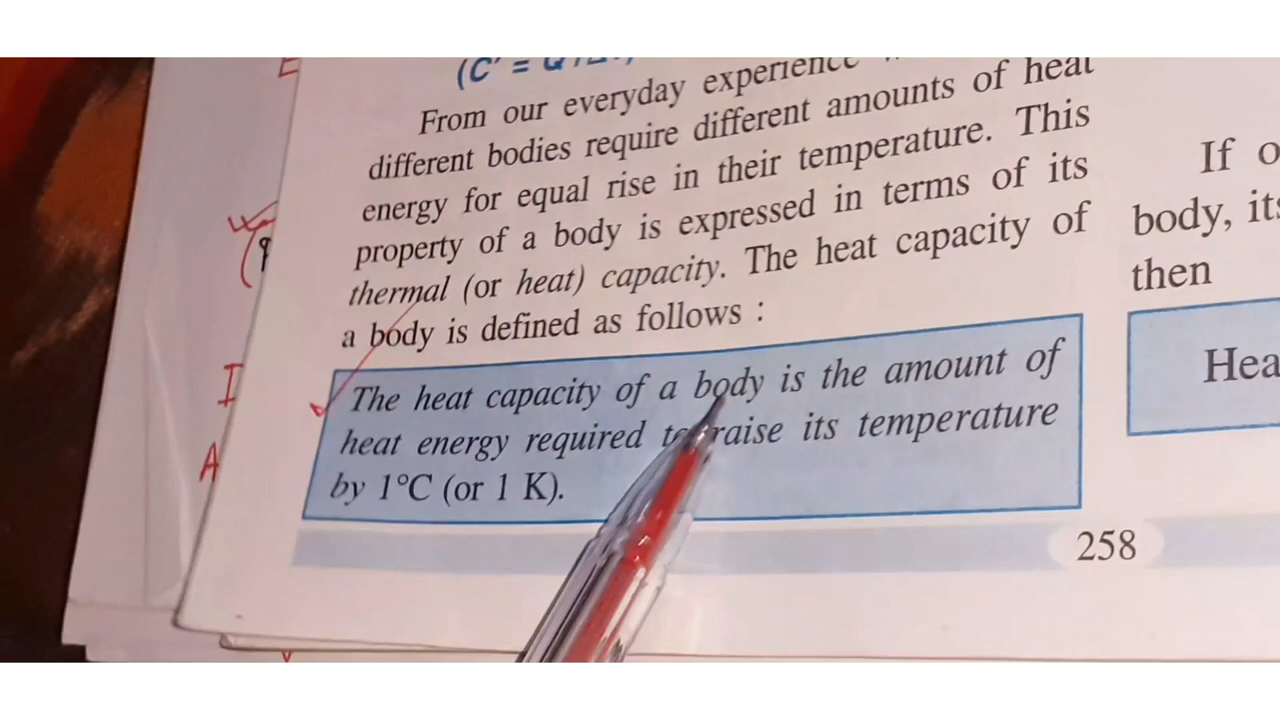 (C' =
From our everyday experience
different bodies require different amounts of heat
energy for equal rise in their temperature. This
property of a body is expressed in terms of its
thermal (or heat) capacity. The heat capacity of
a body is defined as follows :
The heat capacity of a body is the amount of
heat energy required to raise its temperature
by 1°C (or 1 K).
258
If
body,
then
I
A